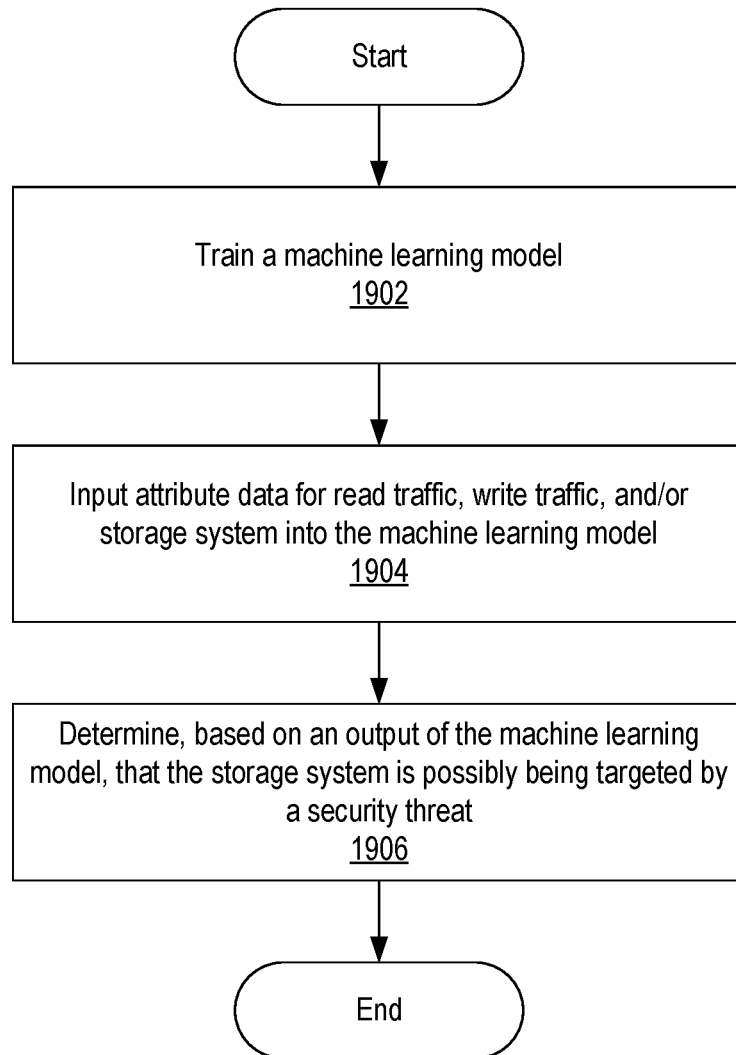 Start
Train a machine learning model
1902
Input attribute data for read traffic, write traffic, and/or
storage system into the machine learning model
1904
Determine, based on an output of the machine learning
model, that the storage system is possibly being targeted by
a security threat
1906
End